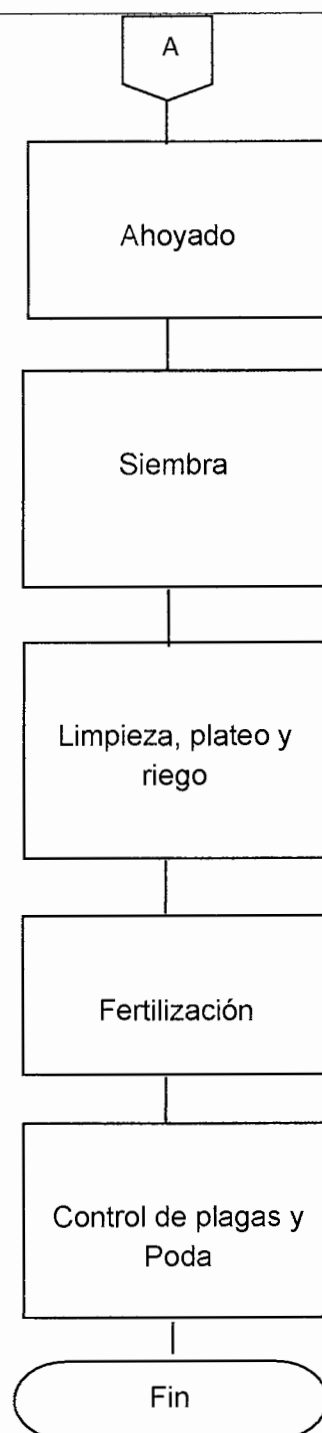 A
Ahoyado
Siembra
Limpieza, plateo y
riego
Fertilización
Control de plagas y
Poda
Fin